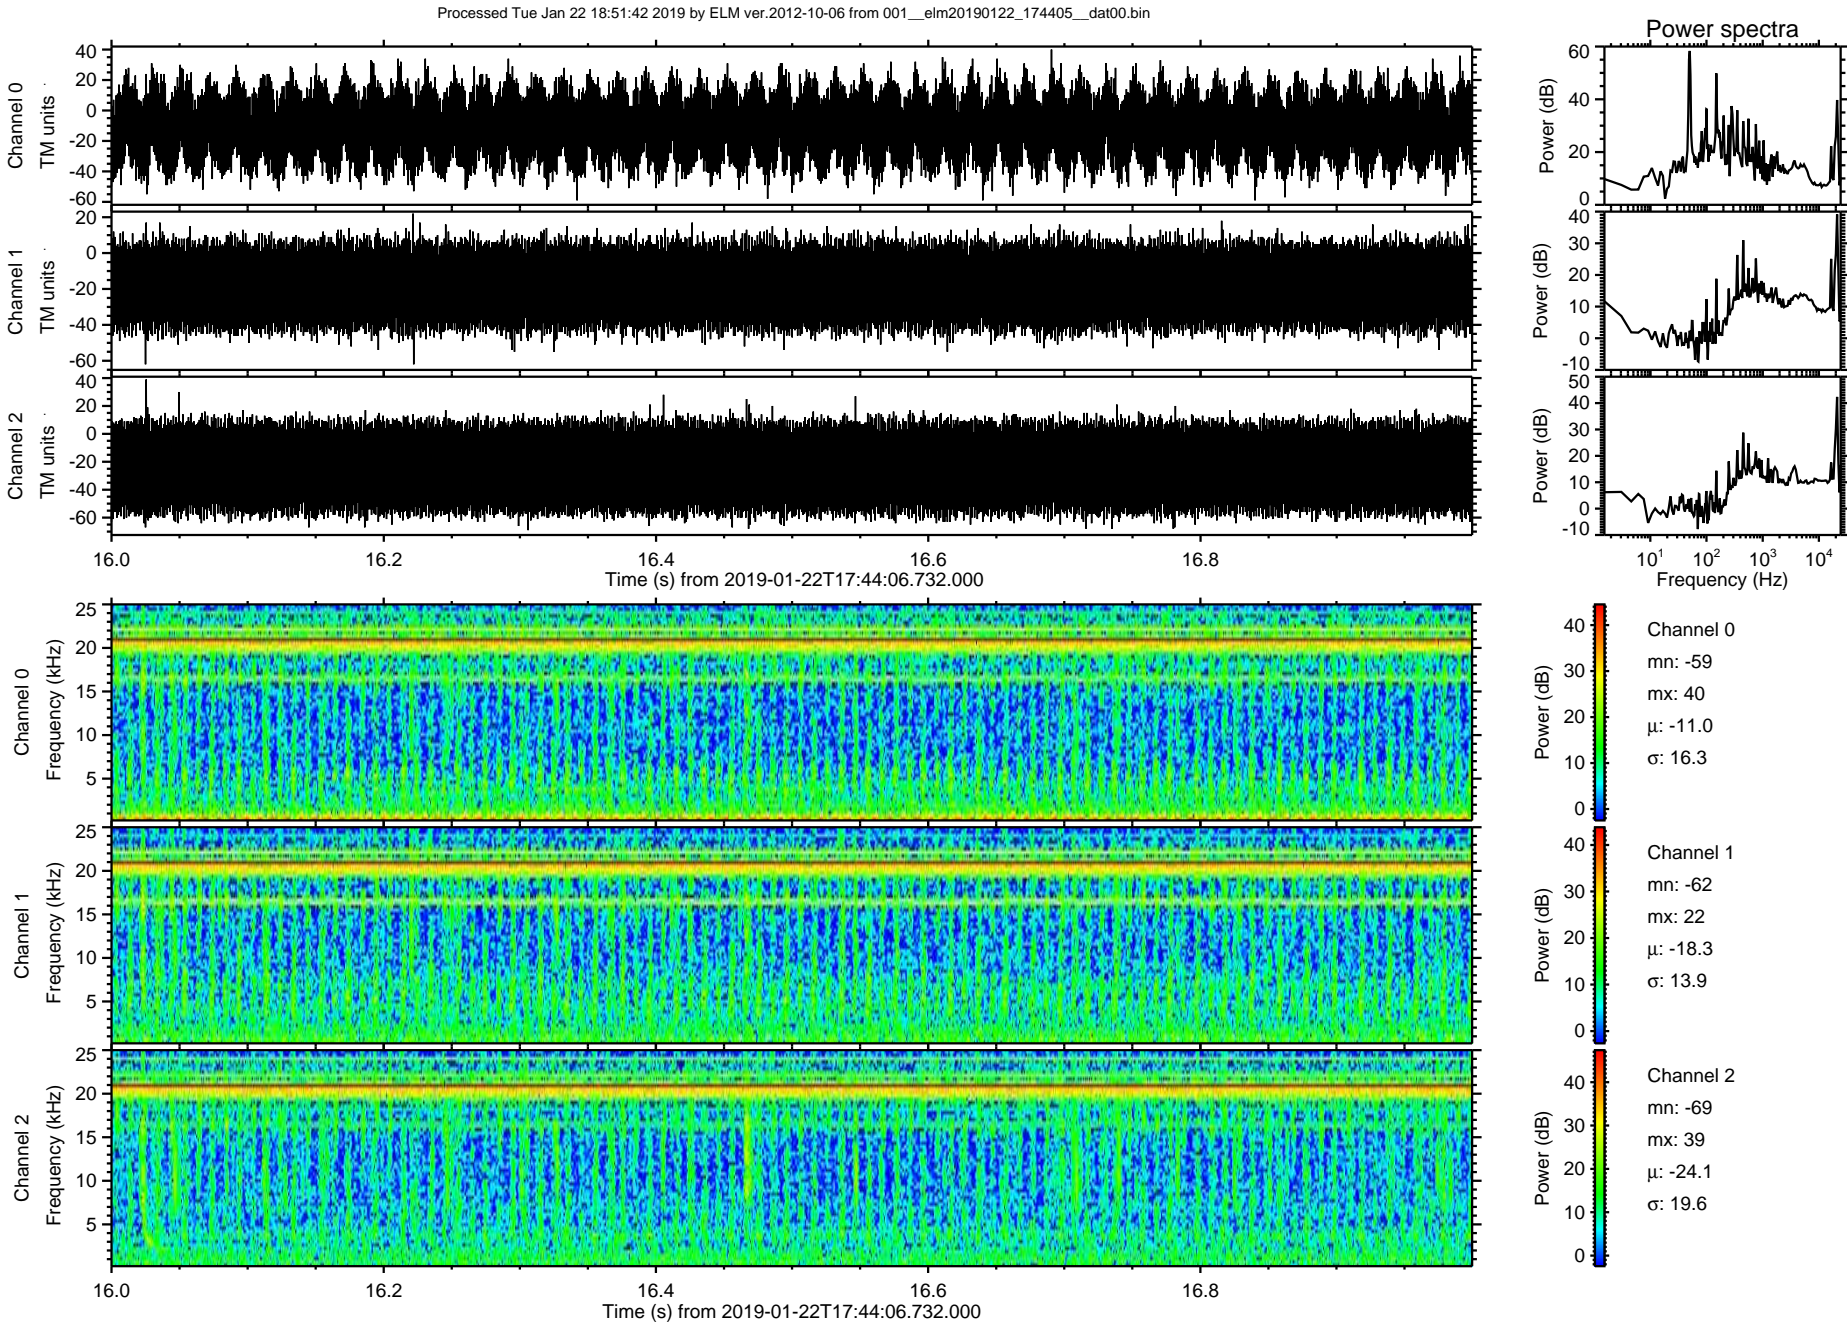 Processed Tue Jan 22 18:51:42 2019 by ELM ver.2012-10-06 from 001__elm20190122_174405__dat00.bin
Power spectra
Channel 0
TM units
40
20
0
-20
-40
-60
Power (dB)
60
40
20
0
Channel 1
TM units
20
0
-20
-40
-60
Power (dB)
40
30
20
10
0
-10
Channel 2
TM units
40
20
0
-20
-40
-60
Power (dB)
50
40
30
20
10
0
-10
16.0 16.2 16.4 16.6 16.8
Time (s) from 2019-01-22T17:44:06.732.000
10¹ 10² 10³ 10⁴
Frequency (Hz)
Channel 0
Frequency (kHz)
25
20
15
10
5
Power (dB)
40
30
20
10
0
Channel 0
mn: -59
mx: 40
μ: -11.0
σ: 16.3
Channel 1
Frequency (kHz)
25
20
15
10
5
Power (dB)
40
30
20
10
0
Channel 1
mn: -62
mx: 22
μ: -18.3
σ: 13.9
Channel 2
Frequency (kHz)
25
20
15
10
5
Power (dB)
40
30
20
10
0
Channel 2
mn: -69
mx: 39
μ: -24.1
σ: 19.6
16.0 16.2 16.4 16.6 16.8
Time (s) from 2019-01-22T17:44:06.732.000